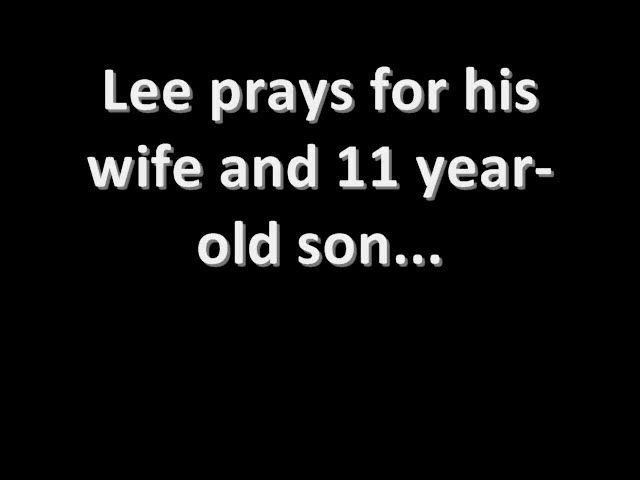 Lee prays for his
wife and 11 year-
old son...